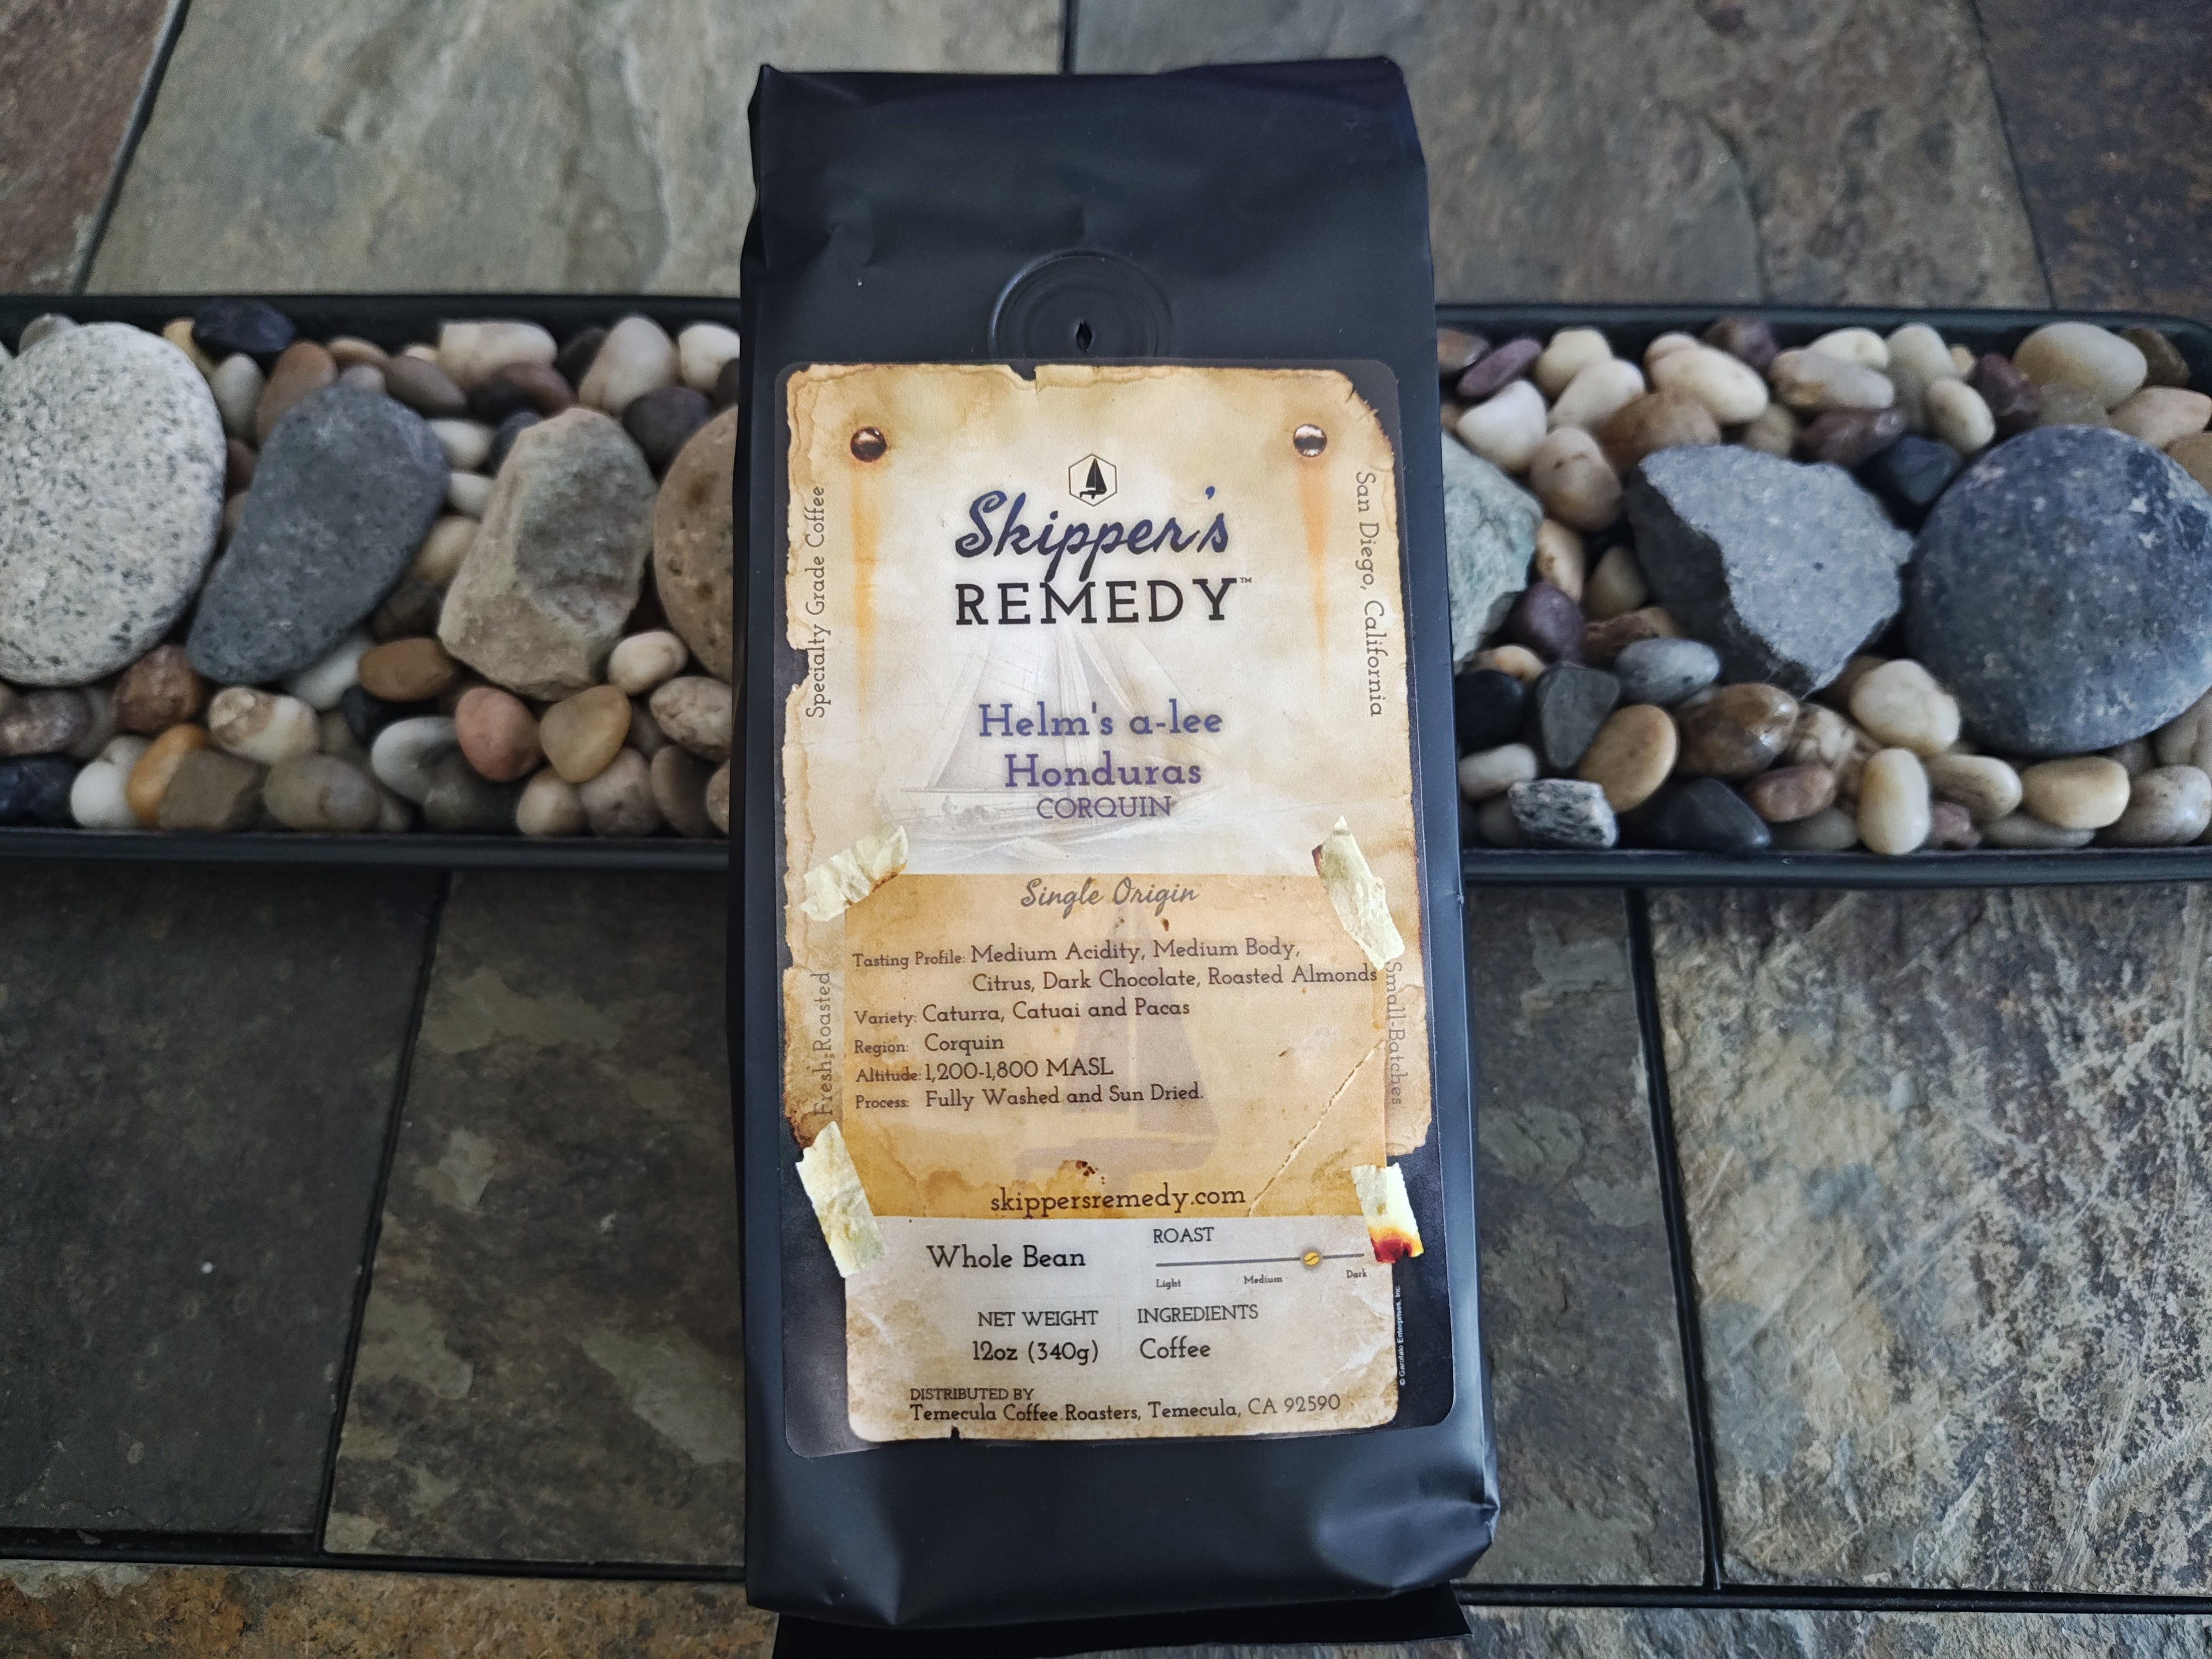 Skipper's
REMEDY™
Specialty Grade Coffee
San Diego, California
Helm's a-lee
Honduras
CORQUIN
Single Origin
Tasting Profile: Medium Acidity, Medium Body,
Citrus, Dark Chocolate, Roasted Almonds
Variety: Caturra, Catuai and Pacas
Region: Corquin
Altitude: 1,200-1,800 MASL
Process: Fully Washed and Sun Dried.
Fresh-Roasted
Small-Batches
skippersremedy.com
Whole Bean
ROAST
Light Medium Dark
NET WEIGHT
12oz (340g)
INGREDIENTS
Coffee
DISTRIBUTED BY
Temecula Coffee Roasters, Temecula, CA 92590
© Garofalo Enterprises, Inc.